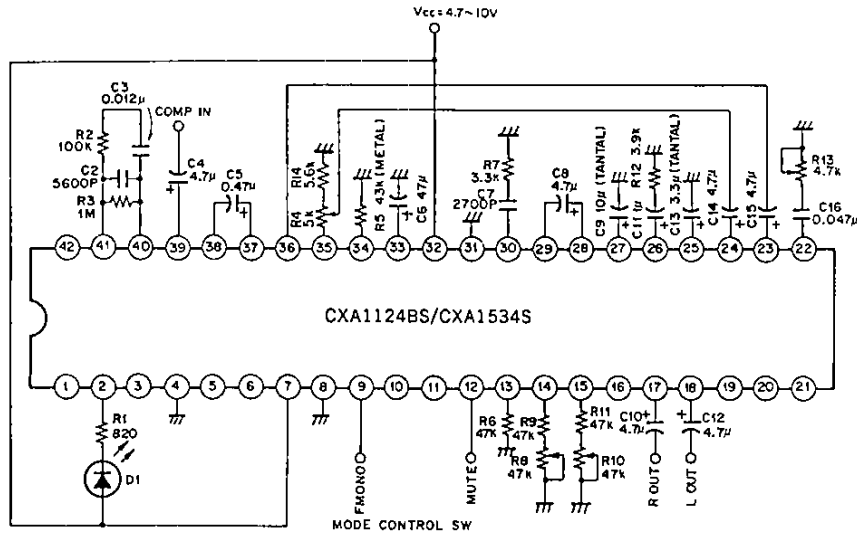 Vcc=4.7~10V
C3
0.012μ
COMP IN
R2
100K
C2
5600P
R3
1M
C4
4.7μ
C5
0.47μ
R14
5.6k
R4
5k
R5 43k (METAL)
C6 47μ
R7
3.3k
C7
2700P
C8
4.7μ
C9 10μ (TANTAL)
C11 1μ
R12 3.9k
C13 3.3μ (TANTAL)
C14 4.7μ
C15 4.7μ
R13
4.7k
C16
0.047μ
42 41 40 39 38 37 36 35 34 33 32 31 30 29 28 27 26 25 24 23 22
CXA1124BS/CXA1534S
1 2 3 4 5 6 7 8 9 10 11 12 13 14 15 16 17 18 19 20 21
R1
820
D1
FMONO
MUTE
R6
47k
R9
47k
R8
47k
R11
47k
R10
47k
C10
4.7μ
C12
4.7μ
R OUT
L OUT
MODE CONTROL SW